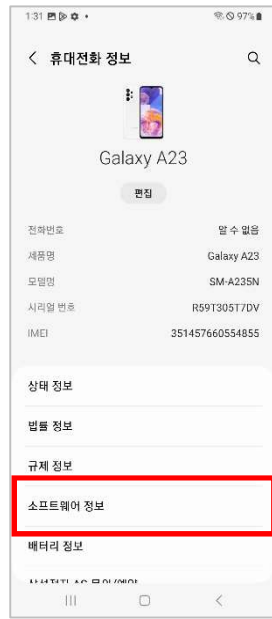 1:31 97%
휴대전화 정보
Galaxy A23
편집
전화번호 알 수 없음
제품명 Galaxy A23
모델명 SM-A235N
시리얼 번호 R59T305T7DV
IMEI 351457660554855
상태 정보
법률 정보
규제 정보
소프트웨어 정보
배터리 정보